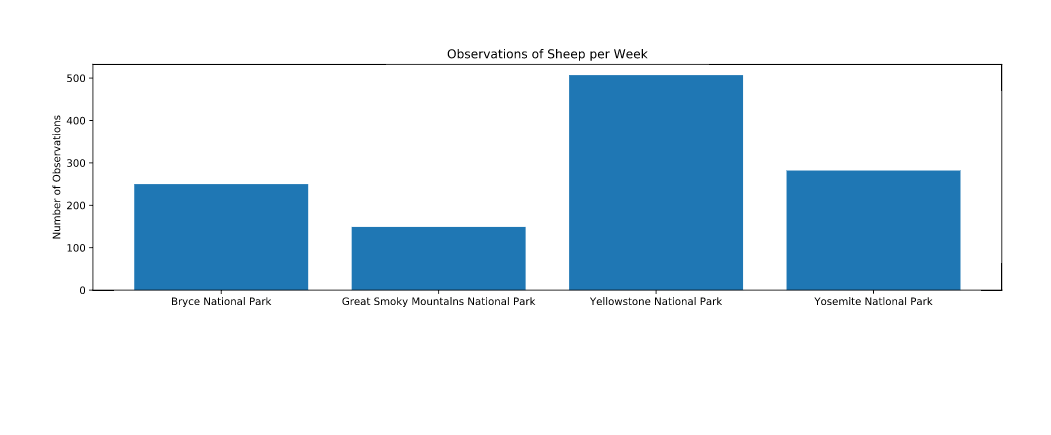 Observations of Sheep per Week
Number of Observations
500
400
300
200
100
0
Bryce National Park
Great Smoky Mountains National Park
Yellowstone National Park
Yosemite National Park